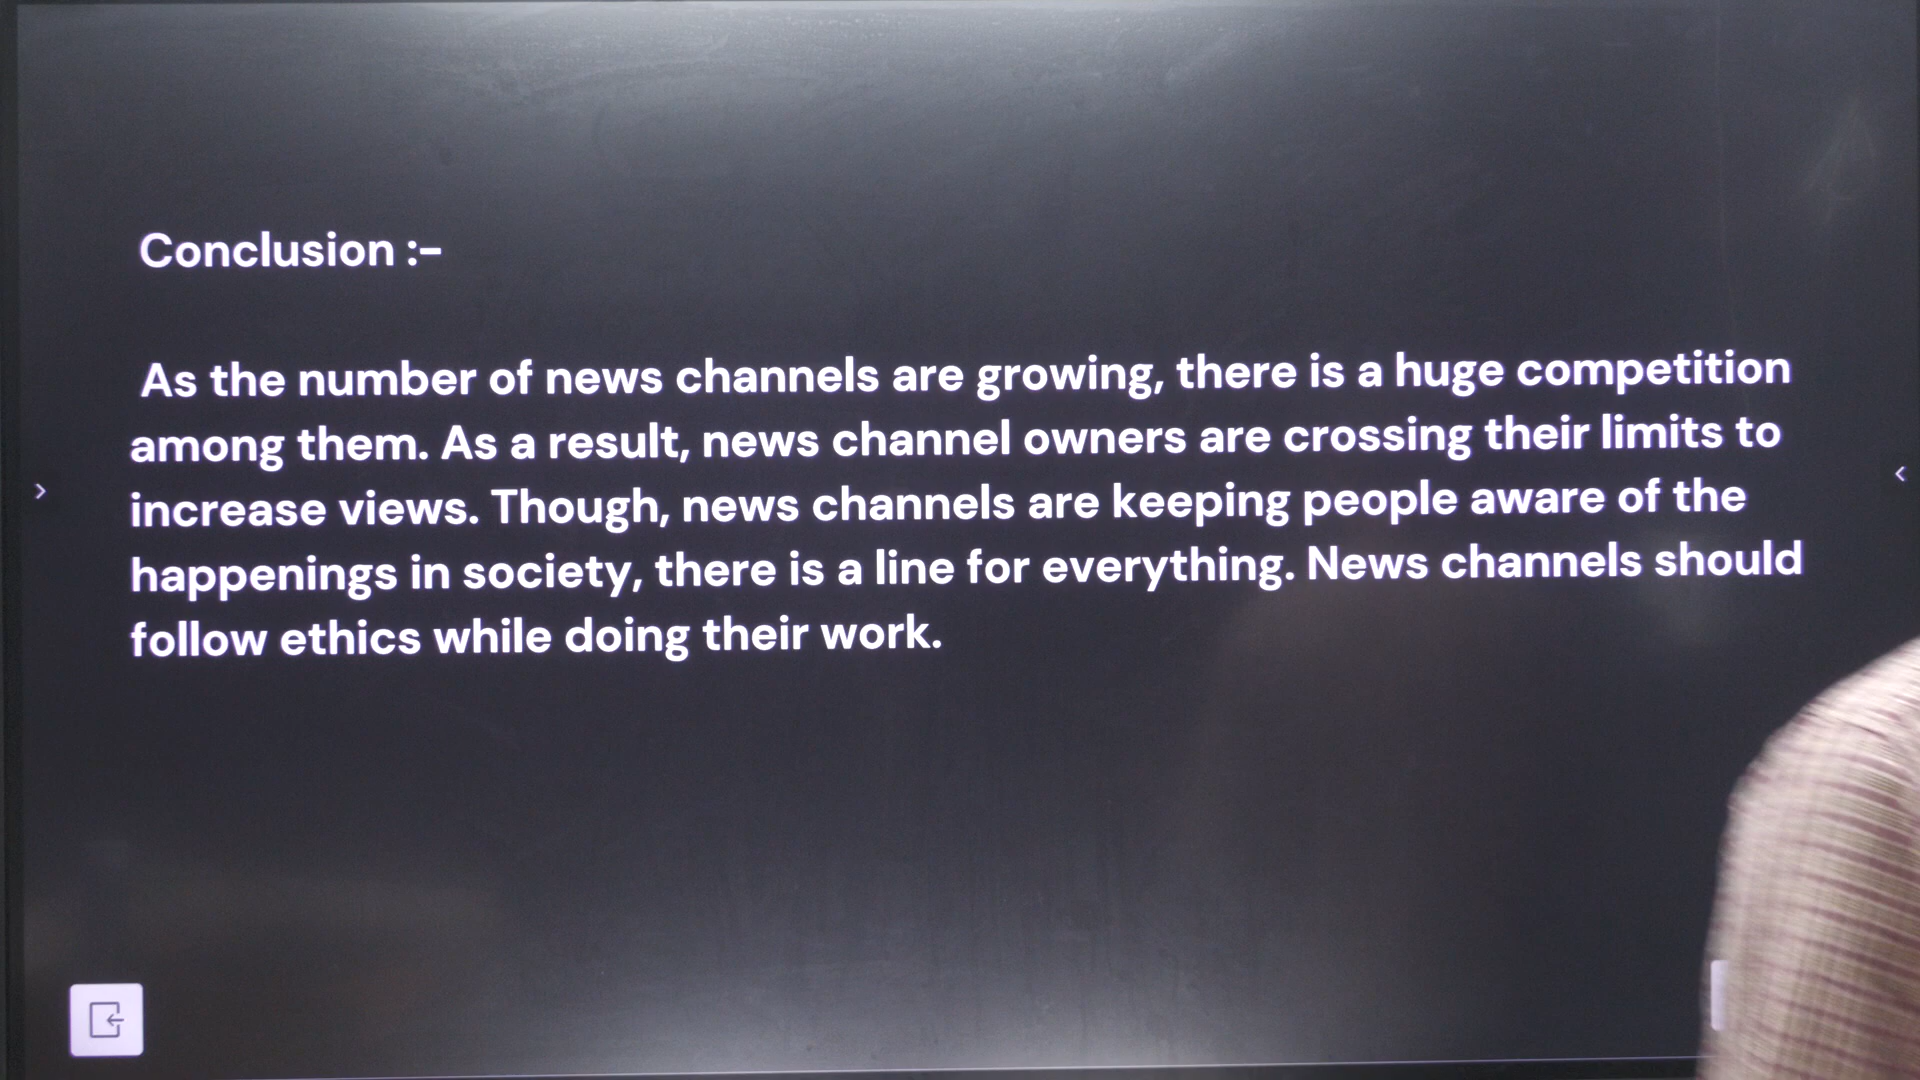 Conclusion :-
As the number of news channels are growing, there is a huge competition
among them. As a result, news channel owners are crossing their limits to
increase views. Though, news channels are keeping people aware of the
happenings in society, there is a line for everything. News channels should
follow ethics while doing their work.